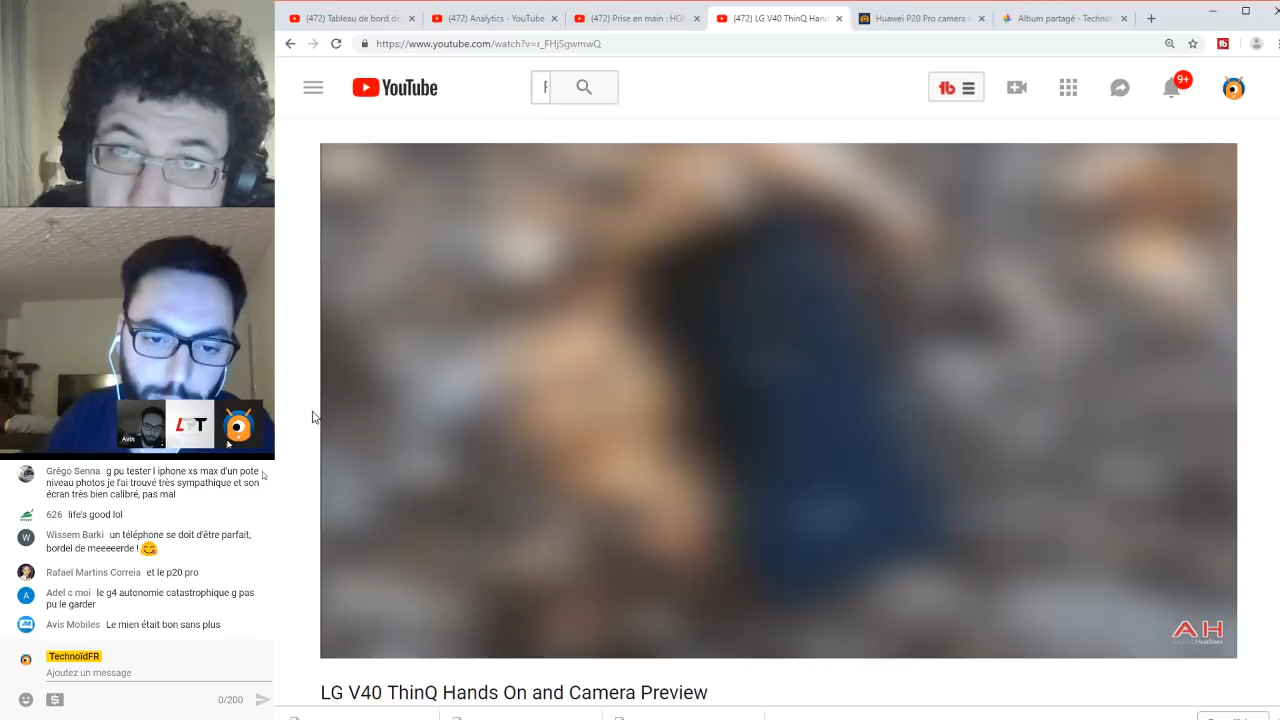 (472) Tableau de bord de
(472) Analytics - YouTube
(472) Prise en main : HO
(472) LG V40 ThinQ Hand
Huawei P20 Pro camera
Album partagé - Techno
https://www.youtube.com/watch?v=r_FHjSgwmwQ
YouTube
tb
9+
Avis
LT
Grégo Senna g pu tester l iphone xs max d'un pote
niveau photos je l'ai trouvé très sympathique et son
écran très bien calibré, pas mal
626 life's good lol
W
Wissem Barki un téléphone se doit d'être parfait,
bordel de meeeeerde !
Rafael Martins Correia et le p20 pro
A
Adel c moi le g4 autonomie catastrophique g pas
pu le garder
Avis Mobiles Le mien était bon sans plus
TechnoïdFR
Ajoutez un message
0/200
AH
LG V40 ThinQ Hands On and Camera Preview